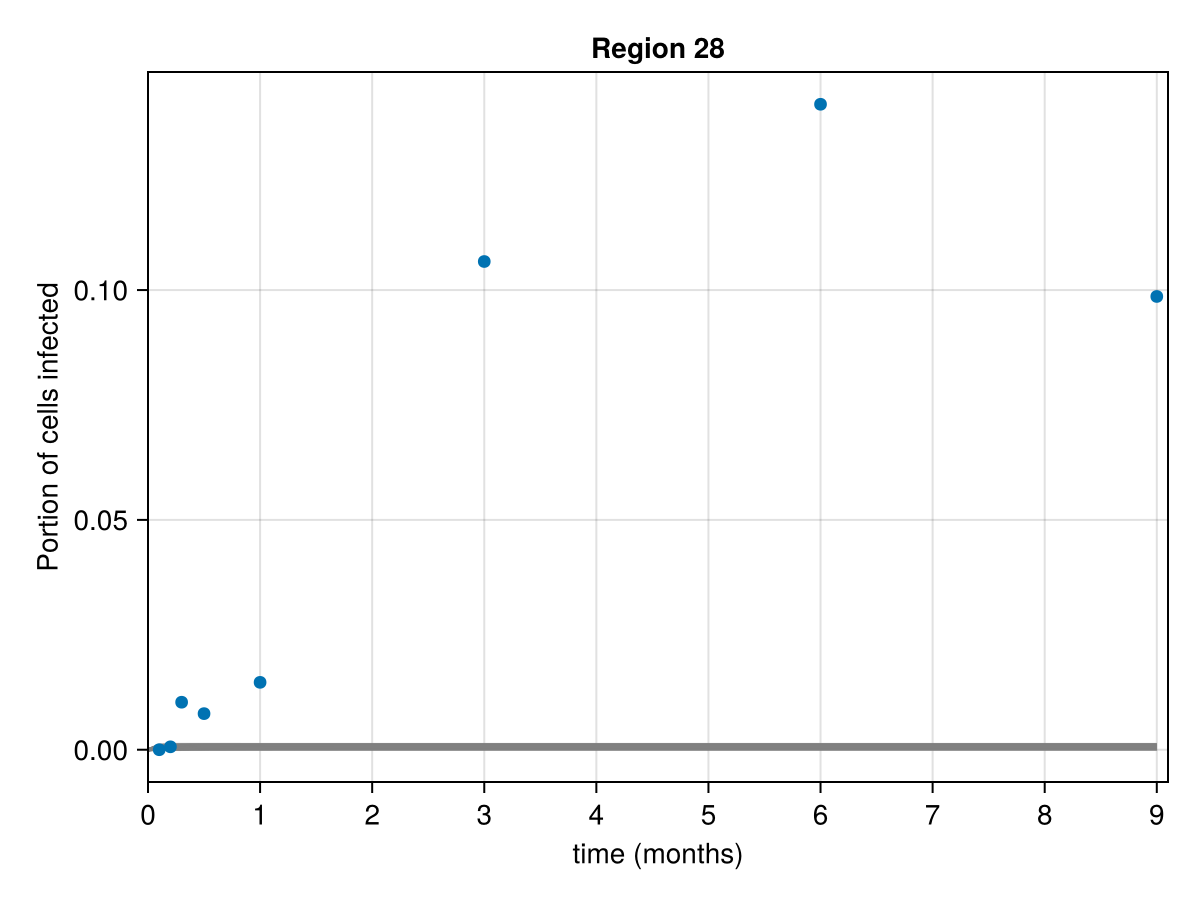 Region 28
Portion of cells infected
0.10
0.05
0.00
0 1 2 3 4 5 6 7 8 9
time (months)